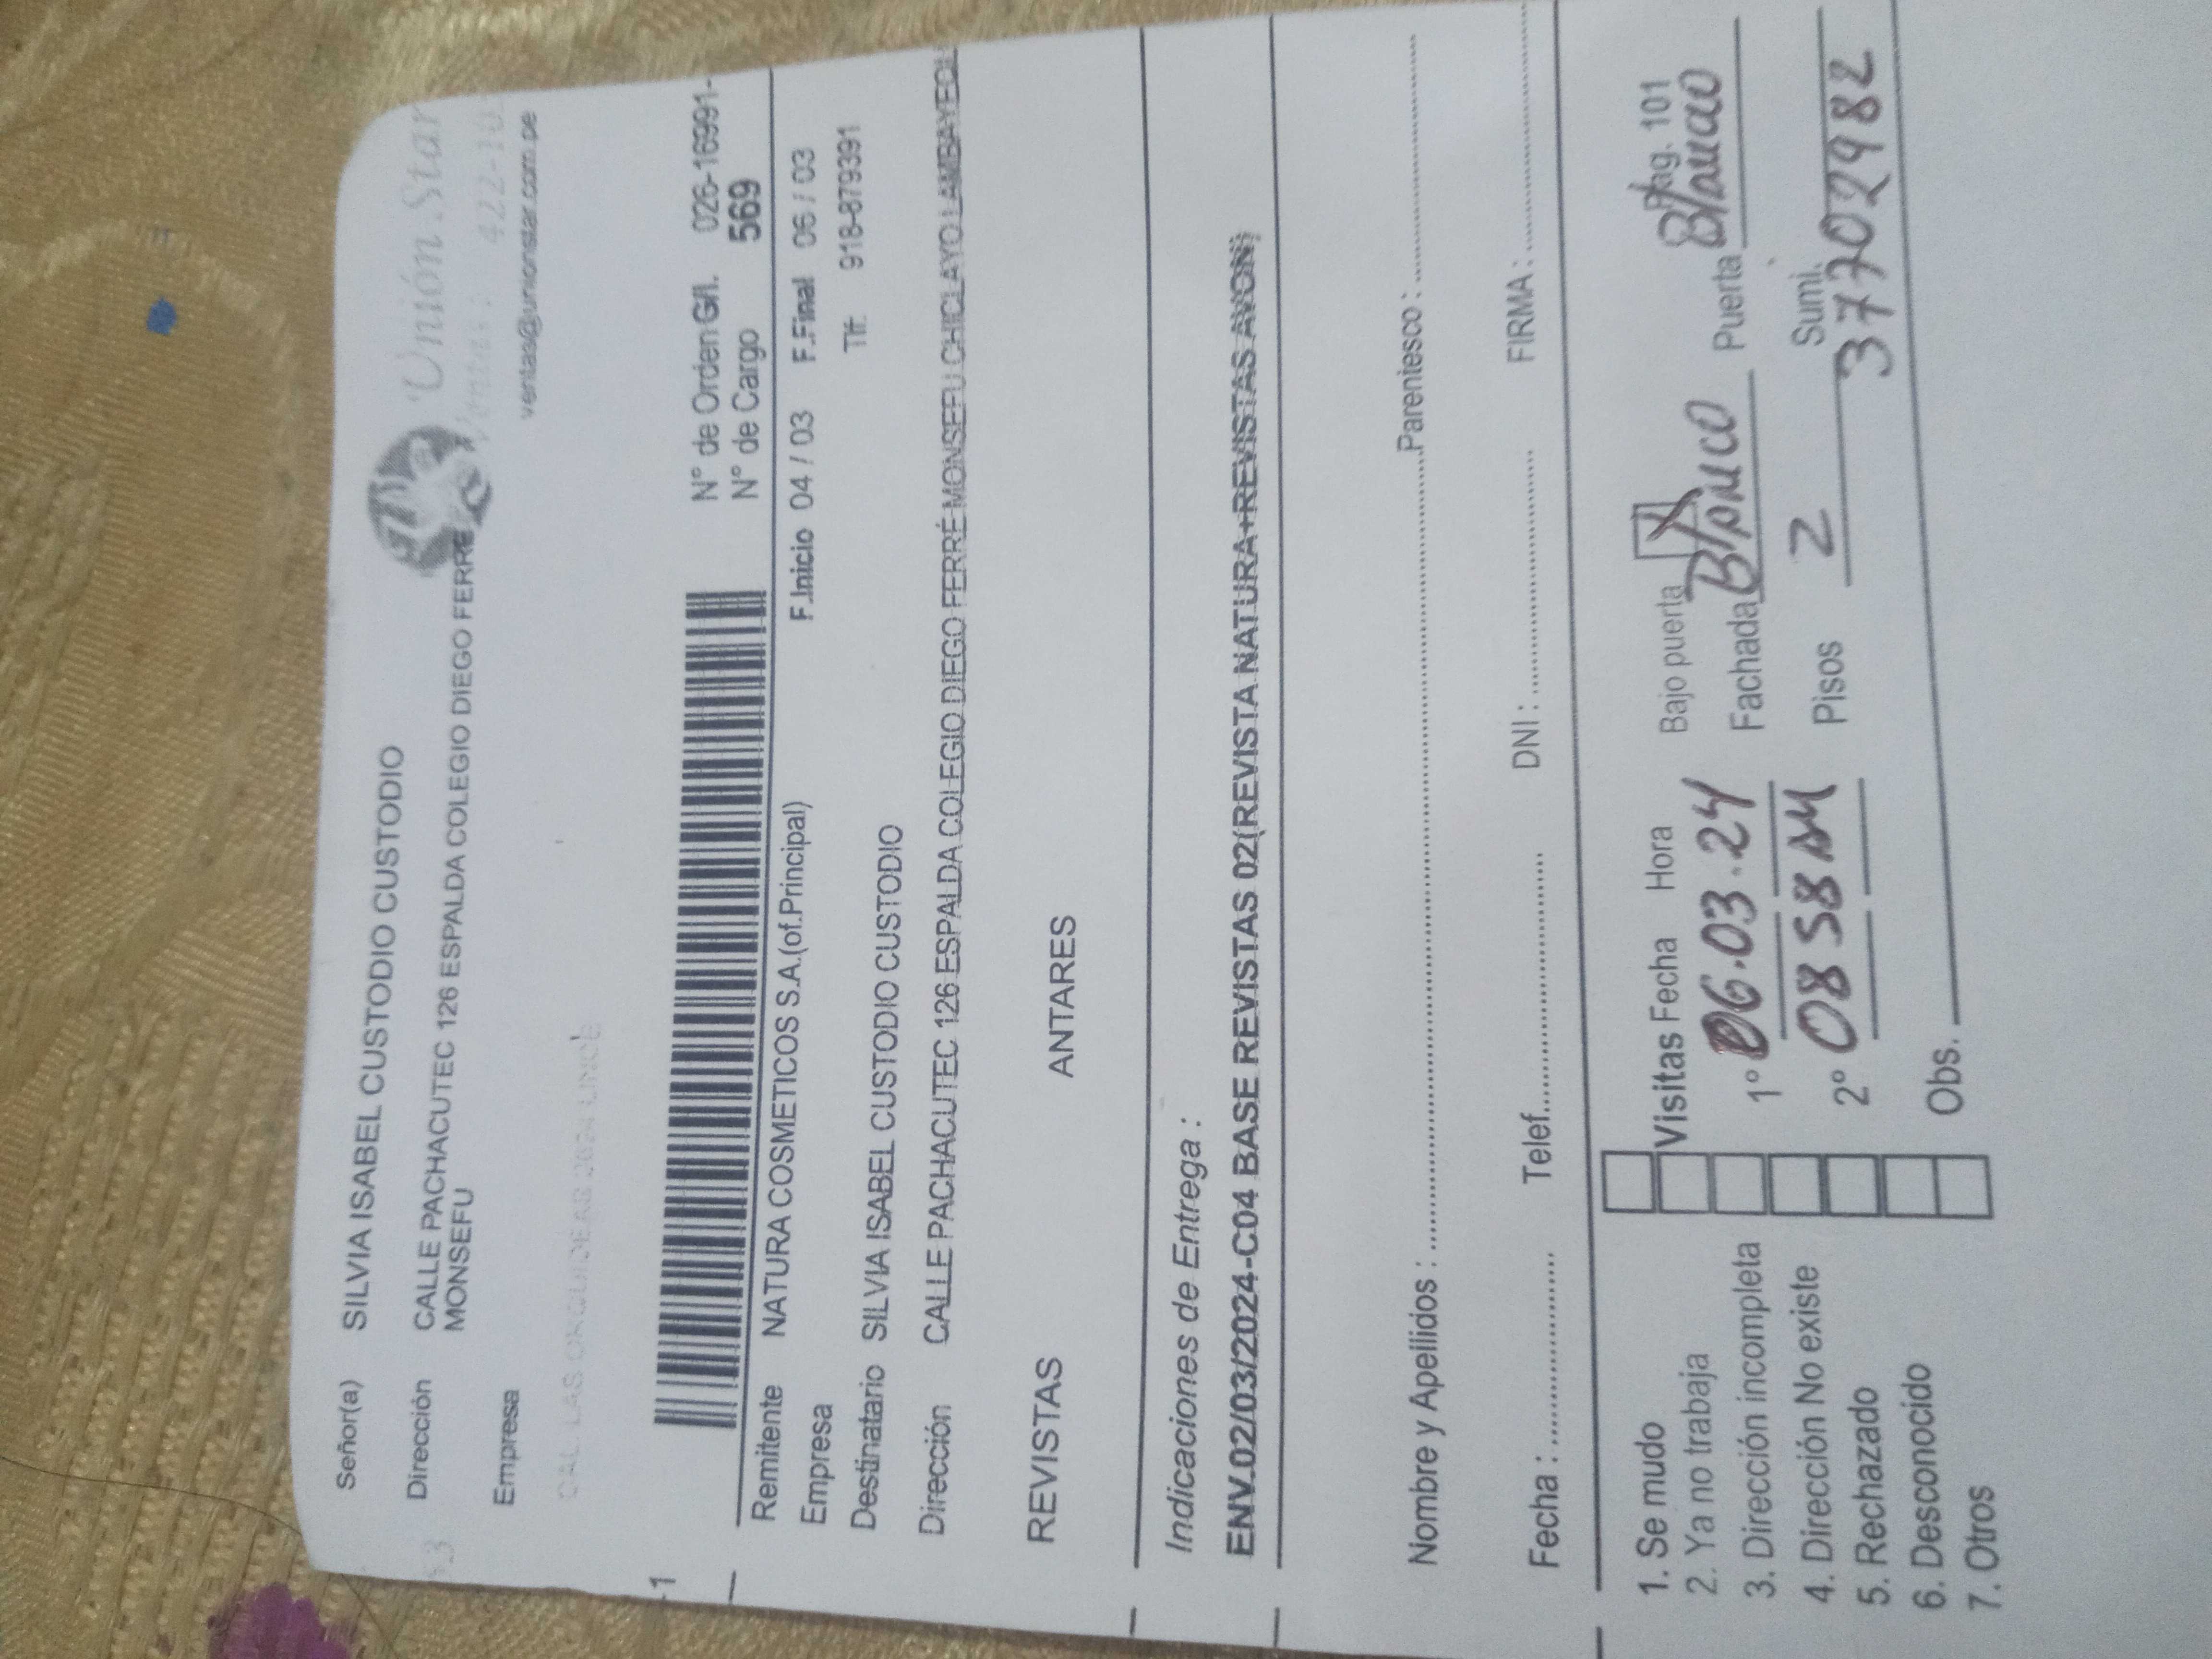 Señor(a) SILVIA ISABEL CUSTODIO CUSTODIO
Unión Star
Dirección CALLE PACHACUTEC 126 ESPALDA COLEGIO DIEGO FERRE
MONSEFU
ventas@unionstar.com.pe
Empresa
N° de Orden G/l. 026-16991-
N° de Cargo 569
Remitente NATURA COSMETICOS S.A.(of.Principal)
Empresa F.Inicio 04 / 03 F.Final 06 / 03
Destinatario SILVIA ISABEL CUSTODIO CUSTODIO Tlf: 918-879391
Dirección CALLE PACHACUTEC 126 ESPALDA COLEGIO DIEGO FERRÉ MONSEFU CHICLAYO
REVISTAS ANTARES
Indicaciones de Entrega :
ENV.02/03/2024-C04 BASE REVISTAS 02(REVISTA NATURA+REVISTAS AVON)
Nombre y Apellidos : Parentesco :
Fecha : Telef. DNI : FIRMA :
1. Se mudo
2. Ya no trabaja
3. Dirección incompleta
4. Dirección No existe
5. Rechazado
6. Desconocido
7. Otros
Visitas Fecha Hora Bajo puerta X Pag. 101
1° 06.03.24 Fachada Blanco Puerta Blanco
2° 08 58 AM Pisos 2 Sumi. 37702982
Obs.